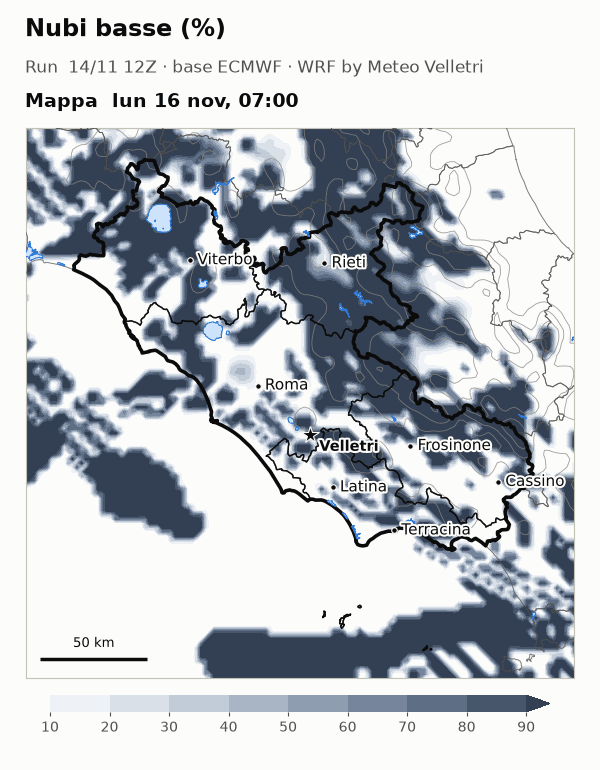 Nubi basse (%)
Run 14/11 12Z · base ECMWF · WRF by Meteo Velletri
Mappa lun 16 nov, 07:00
Viterbo
Rieti
Roma
Velletri
Frosinone
Latina
Cassino
Terracina
50 km
10 20 30 40 50 60 70 80 90